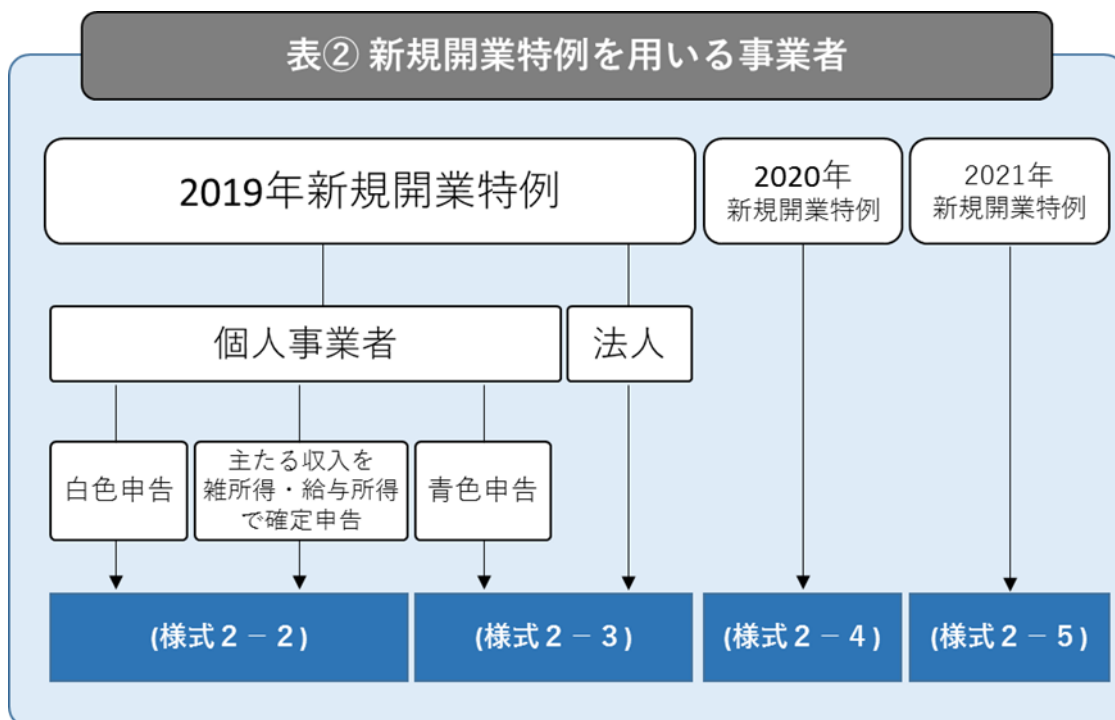 表② 新規開業特例を用いる事業者
2019年新規開業特例
2020年
新規開業特例
2021年
新規開業特例
個人事業者
法人
白色申告
主たる収入を
雑所得・給与所得
で確定申告
青色申告
(様式２－２)
(様式２－３)
(様式２－４)
(様式２－５)